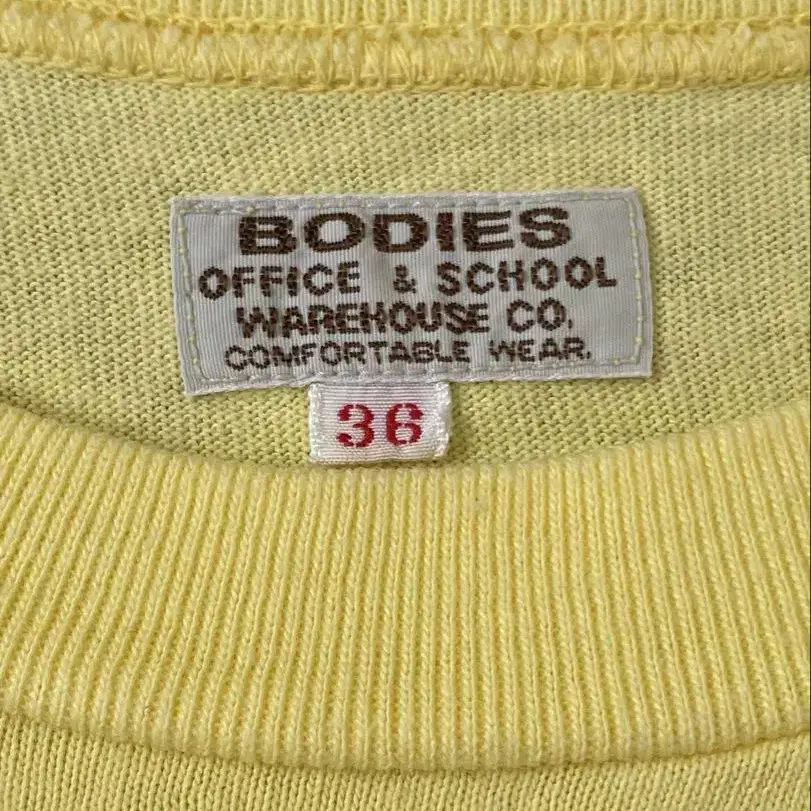 BODIES
OFFICE & SCHOOL
WAREHOUSE CO.
COMFORTABLE WEAR.
36